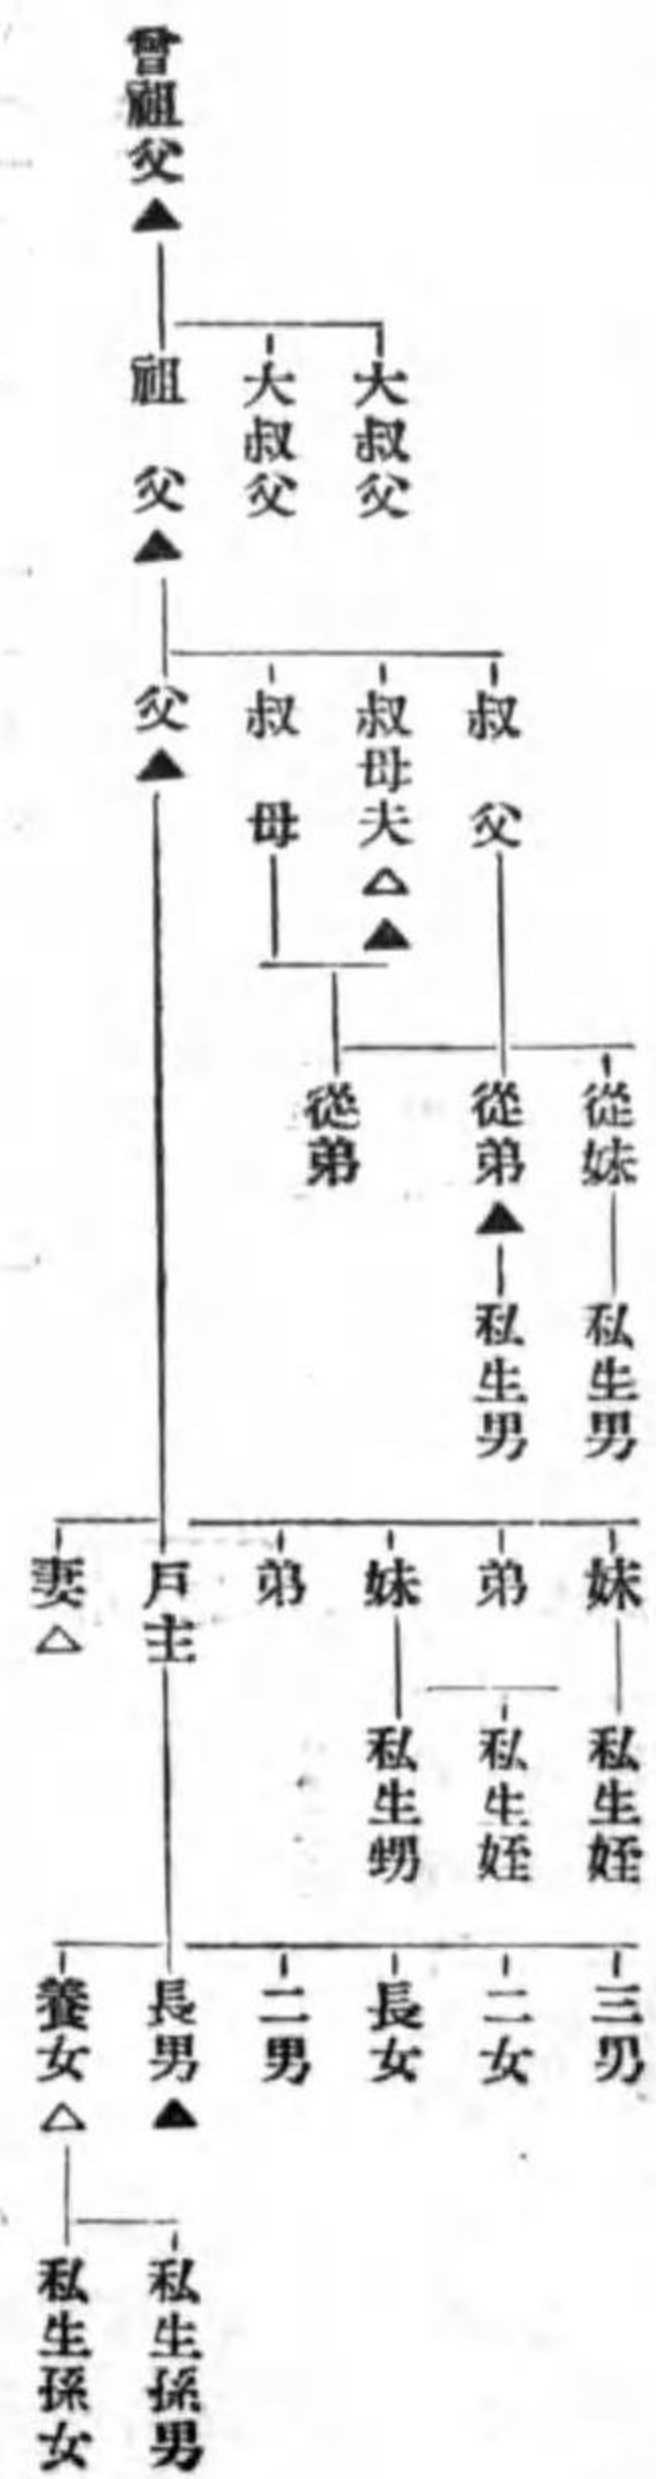 曾祖父▲
大叔父
大叔父
祖父▲
叔父
叔母夫△▲
叔母
父▲
從妹
從弟▲
從弟
私生男
私生男
妹
弟
妹
弟
戶主
妻△
私生姪
私生姪
私生甥
三男
二女
長女
二男
長男▲
養女△
私生孫男
私生孫女